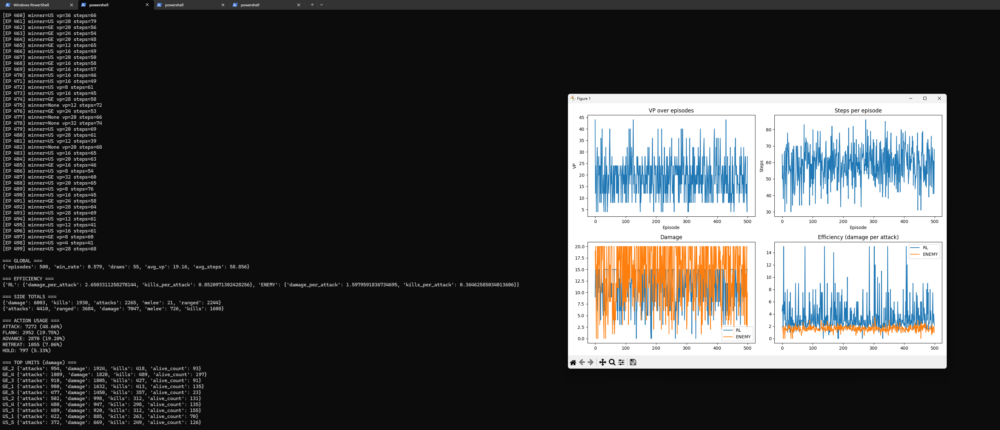 Windows PowerShell
powershell
powershell
powershell
[EP 460] winner=US vp=36 steps=66
[EP 461] winner=US vp=20 steps=79
[EP 462] winner=GE vp=20 steps=56
[EP 463] winner=GE vp=24 steps=54
[EP 464] winner=GE vp=20 steps=48
[EP 465] winner=GE vp=12 steps=65
[EP 466] winner=US vp=16 steps=49
[EP 467] winner=US vp=20 steps=50
[EP 468] winner=GE vp=16 steps=58
[EP 469] winner=GE vp=16 steps=57
[EP 470] winner=US vp=16 steps=46
[EP 471] winner=US vp=16 steps=49
[EP 472] winner=US vp=8 steps=61
[EP 473] winner=US vp=16 steps=45
[EP 474] winner=GE vp=28 steps=58
[EP 475] winner=None vp=12 steps=72
[EP 476] winner=GE vp=24 steps=53
[EP 477] winner=None vp=20 steps=66
[EP 478] winner=None vp=32 steps=74
[EP 479] winner=US vp=20 steps=69
[EP 480] winner=US vp=28 steps=61
[EP 481] winner=US vp=12 steps=39
[EP 482] winner=None vp=20 steps=68
[EP 483] winner=US vp=16 steps=65
[EP 484] winner=US vp=20 steps=63
[EP 485] winner=GE vp=16 steps=46
[EP 486] winner=US vp=8 steps=54
[EP 487] winner=GE vp=32 steps=60
[EP 488] winner=US vp=20 steps=65
[EP 489] winner=US vp=8 steps=76
[EP 490] winner=US vp=16 steps=45
[EP 491] winner=GE vp=24 steps=58
[EP 492] winner=US vp=28 steps=64
[EP 493] winner=US vp=28 steps=69
[EP 494] winner=US vp=12 steps=61
[EP 495] winner=US vp=12 steps=41
[EP 496] winner=US vp=16 steps=61
[EP 497] winner=GE vp=8 steps=60
[EP 498] winner=US vp=4 steps=41
[EP 499] winner=US vp=28 steps=68
=== GLOBAL ===
{'episodes': 500, 'win_rate': 0.579, 'draws': 55, 'avg_vp': 19.16, 'avg_steps': 58.856}
=== EFFICIENCY ===
{'RL': {'damage_per_attack': 2.6503311258278144, 'kills_per_attack': 0.8520971302428256}, 'ENEMY': {'damage_per_attack': 1.5979591836734695, 'kills_per_attack': 0.36462585034013606}}
=== SIDE TOTALS ===
{'damage': 6003, 'kills': 1930, 'attacks': 2265, 'melee': 21, 'ranged': 2244}
{'attacks': 4410, 'ranged': 3684, 'damage': 7047, 'melee': 726, 'kills': 1608}
=== ACTION USAGE ===
ATTACK: 7272 (48.66%)
FLANK: 2952 (19.75%)
ADVANCE: 2870 (19.20%)
RETREAT: 1055 (7.06%)
HOLD: 797 (5.33%)
=== TOP UNITS (damage) ===
GE_2 {'attacks': 954, 'damage': 1924, 'kills': 418, 'alive_count': 93}
GE_4 {'attacks': 1089, 'damage': 1820, 'kills': 489, 'alive_count': 197}
GE_3 {'attacks': 910, 'damage': 1805, 'kills': 427, 'alive_count': 91}
GE_1 {'attacks': 980, 'damage': 1632, 'kills': 413, 'alive_count': 135}
GE_5 {'attacks': 477, 'damage': 1450, 'kills': 357, 'alive_count': 23}
US_2 {'attacks': 502, 'damage': 998, 'kills': 312, 'alive_count': 131}
US_4 {'attacks': 480, 'damage': 947, 'kills': 298, 'alive_count': 135}
US_3 {'attacks': 489, 'damage': 920, 'kills': 312, 'alive_count': 155}
US_1 {'attacks': 422, 'damage': 885, 'kills': 263, 'alive_count': 70}
US_5 {'attacks': 372, 'damage': 669, 'kills': 249, 'alive_count': 126}
Figure 1
VP over episodes
45
40
35
30
25
20
15
10
5
VP
0 100 200 300 400 500
Episode
Steps per episode
80
70
60
50
40
30
Steps
0 100 200 300 400 500
Episode
Damage
20.0
17.5
15.0
12.5
10.0
7.5
5.0
2.5
0.0
RL
ENEMY
0 100 200 300 400 500
Efficiency (damage per attack)
14
12
10
8
6
4
2
0
RL
ENEMY
0 100 200 300 400 500